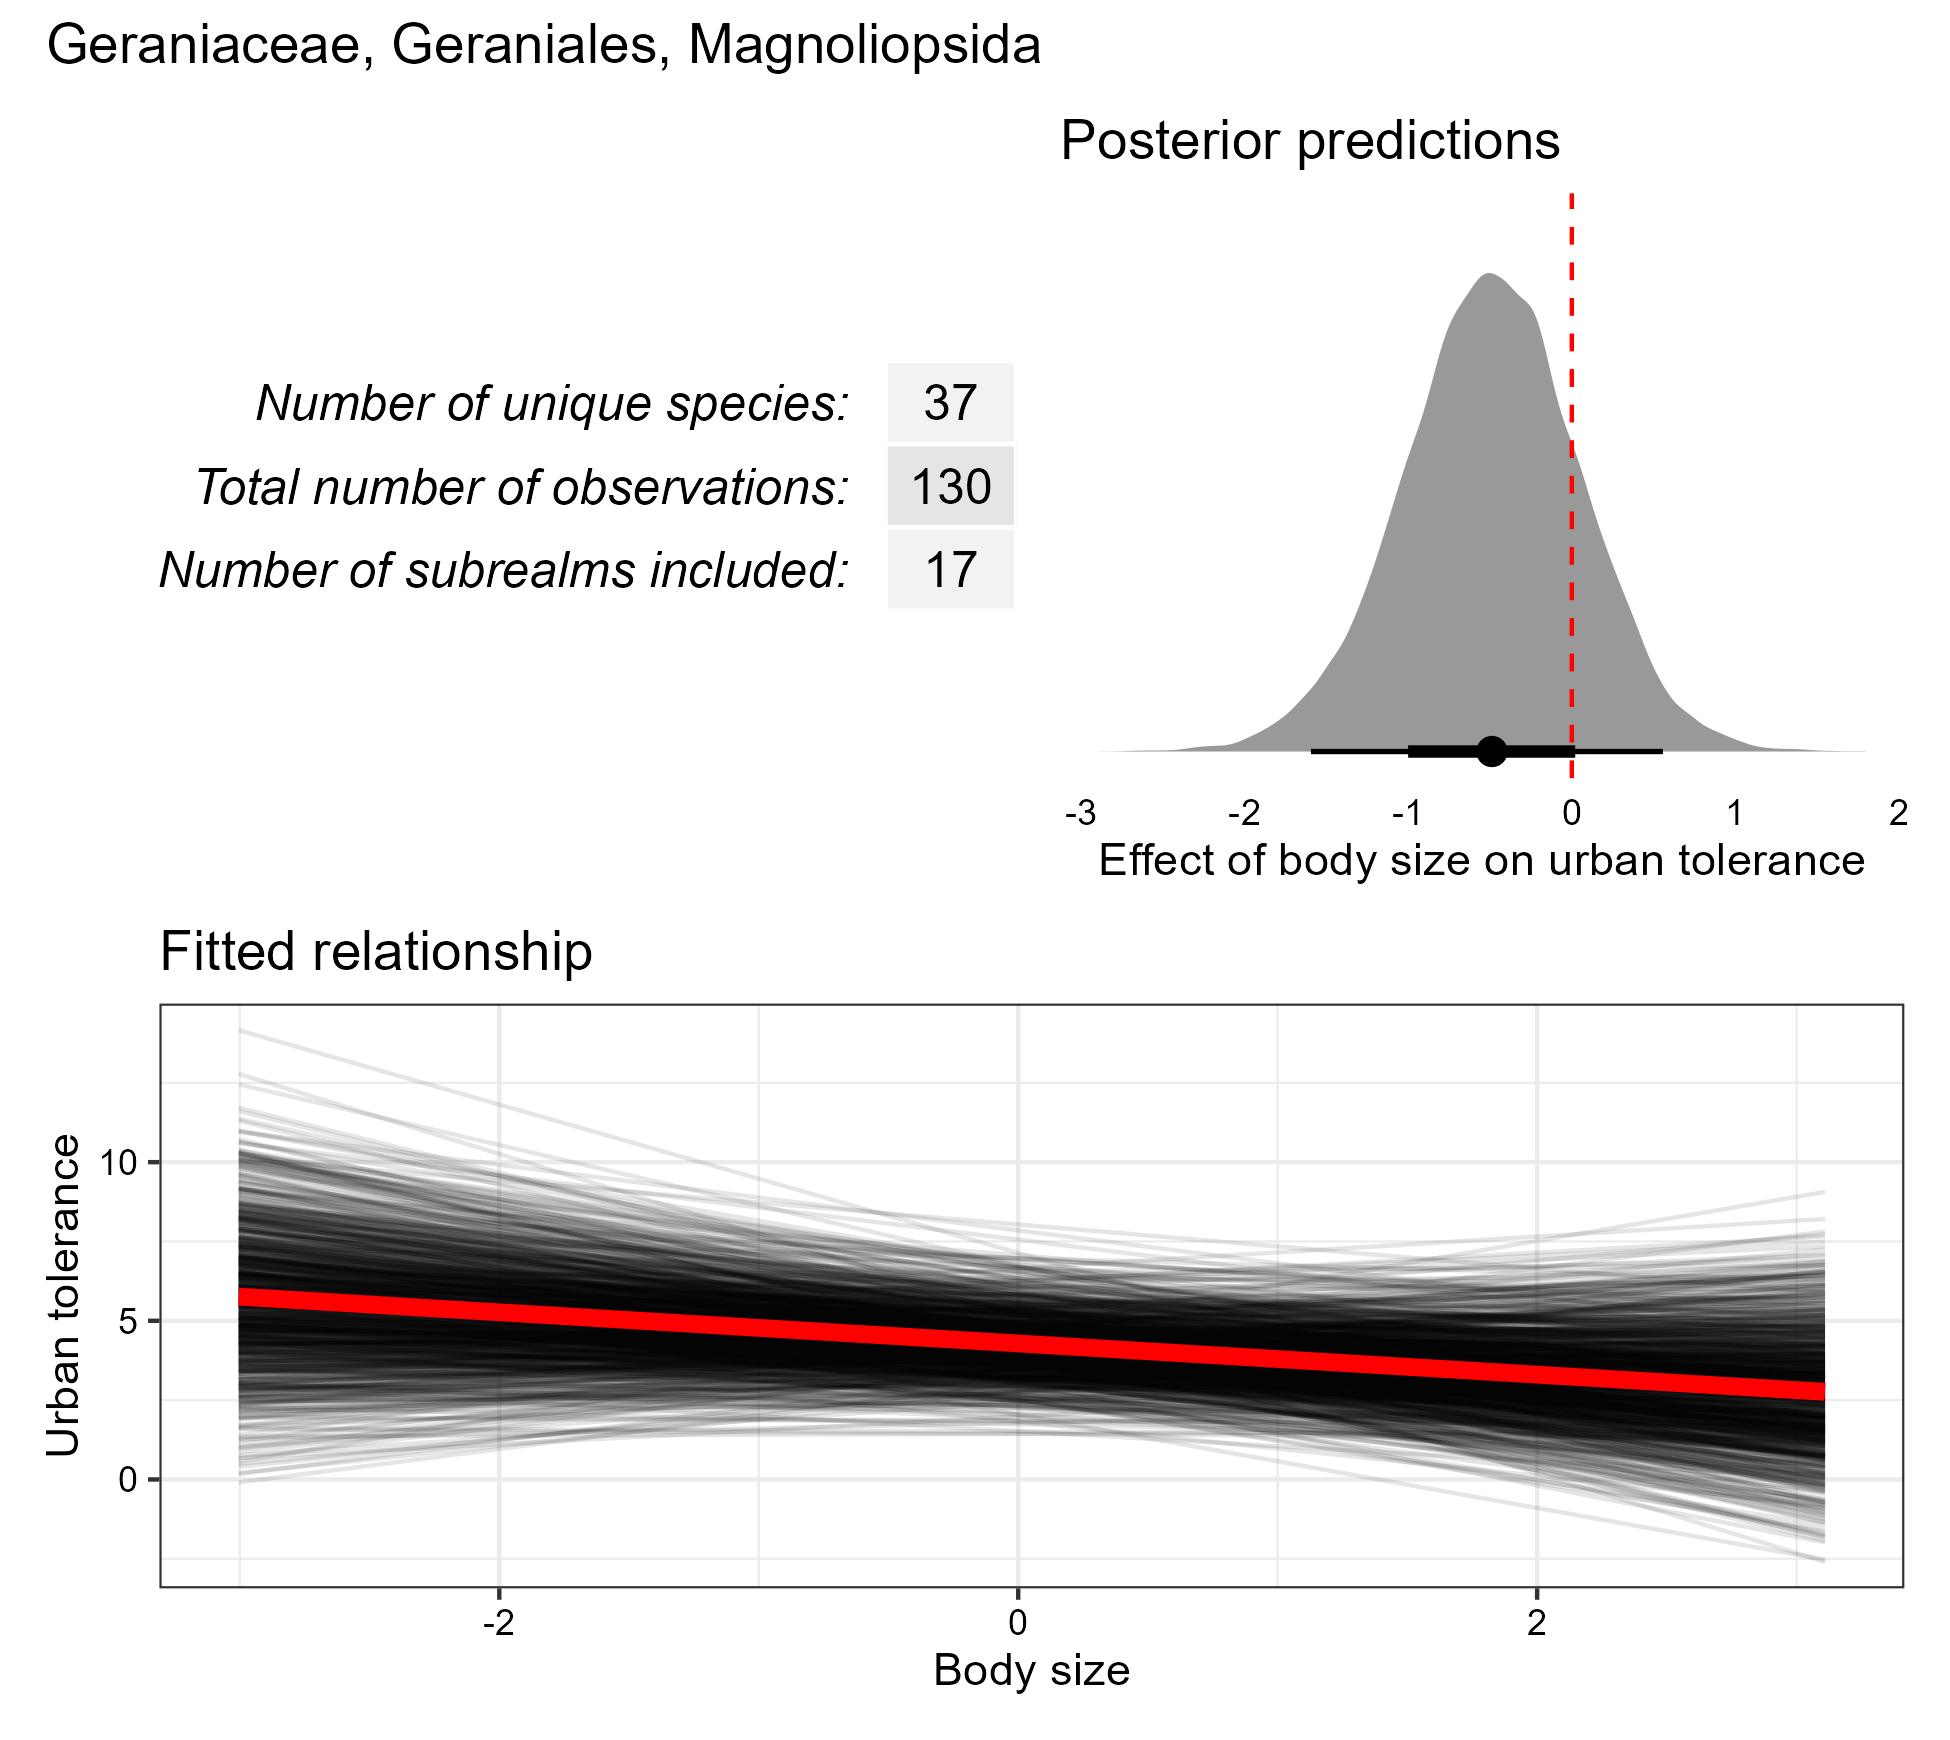 Geraniaceae, Geraniales, Magnoliopsida
Posterior predictions
Number of unique species: 37
Total number of observations: 130
Number of subrealms included: 17
-3 -2 -1 0 1 2
Effect of body size on urban tolerance
Fitted relationship
Urban tolerance
10
5
0
-2 0 2
Body size